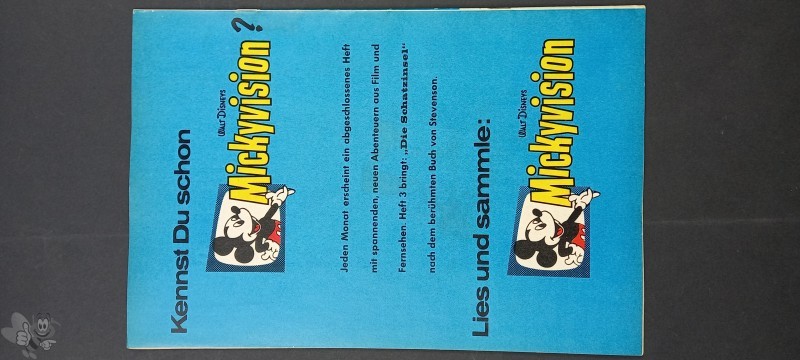 Kennst Du schon
WALT DISNEYS
Mickyvision?
Jeden Monat erscheint ein abgeschlossenes Heft
mit spannenden, neuen Abenteuern aus Film und
Fernsehen. Heft 3 bringt: „Die Schatzinsel“
nach dem berühmten Buch von Stevenson.
Lies und sammle:
WALT DISNEYS
Mickyvision